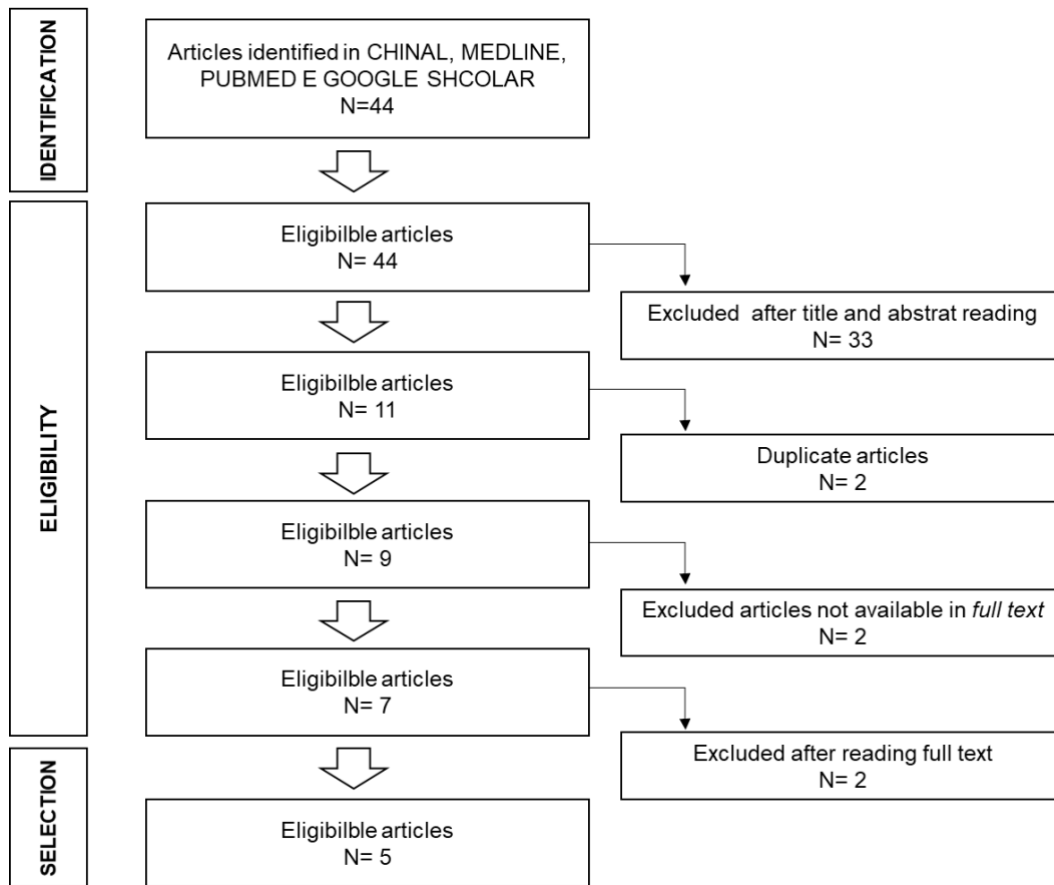 IDENTIFICATION
Articles identified in CHINAL, MEDLINE,
PUBMED E GOOGLE SHCOLAR
N=44
ELIGIBILITY
Eligibilble articles
N= 44
Excluded after title and abstrat reading
N= 33
Eligibilble articles
N= 11
Duplicate articles
N= 2
Eligibilble articles
N= 9
Excluded articles not available in full text
N= 2
Eligibilble articles
N= 7
Excluded after reading full text
N= 2
SELECTION
Eligibilble articles
N= 5